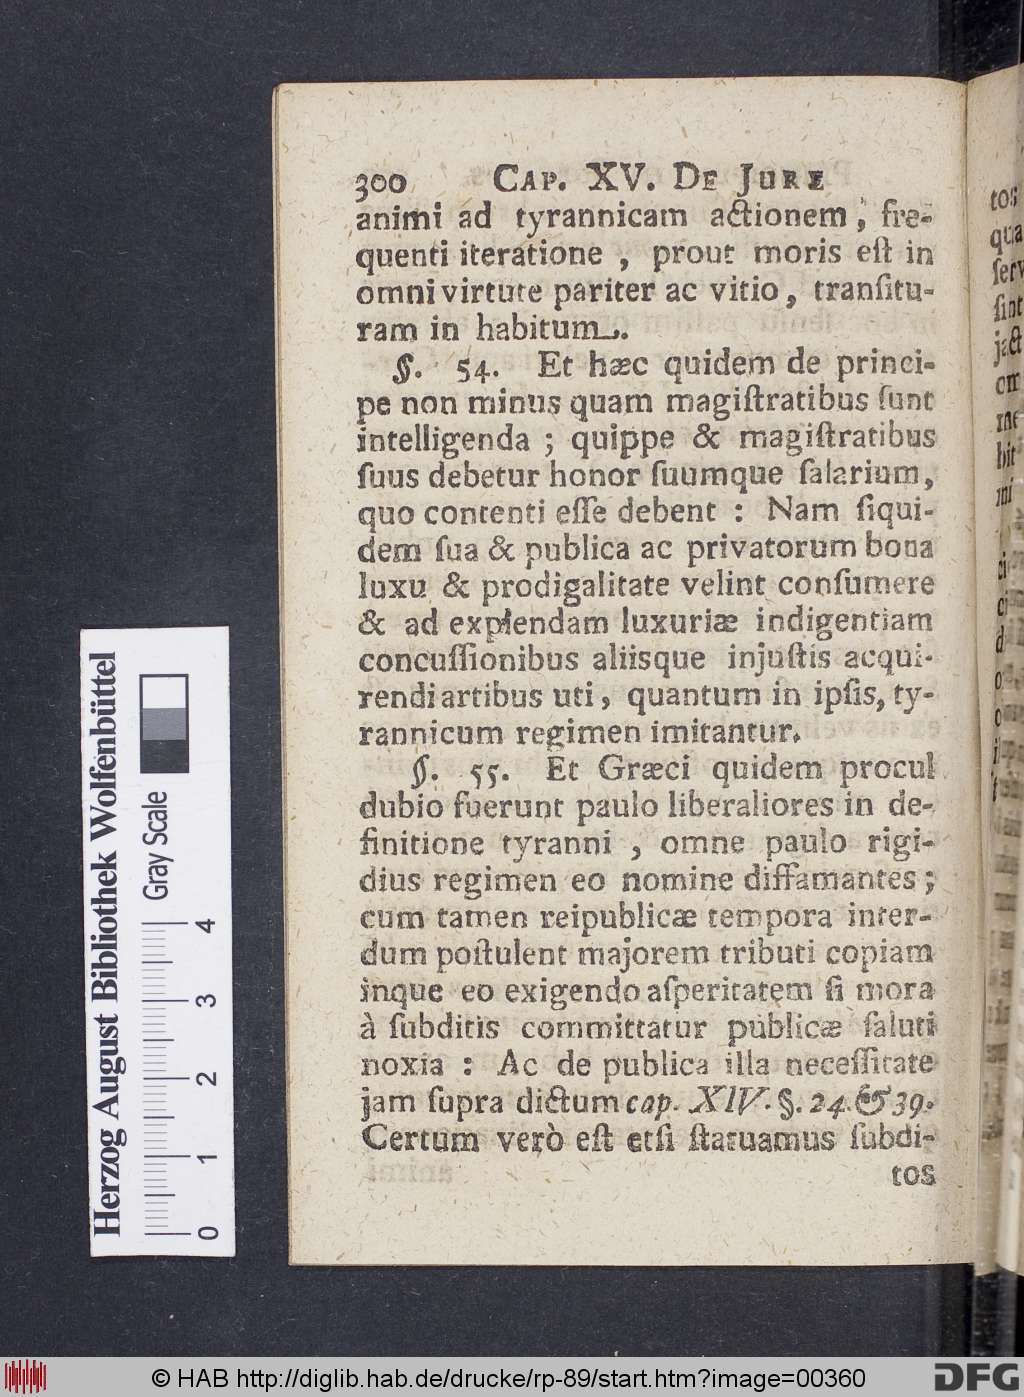 300 CAP. XV. DE JURE
animi ad tyrannicam actionem, fre-
quenti iteratione , prout moris eſt in
omni virtute pariter ac vitio, tranſitu-
ram in habitum.
§. 54. Et hæc quidem de princi-
pe non minus quam magiſtratibus ſunt
intelligenda ; quippe & magiſtratibus
ſuus debetur honor ſuumque ſalarium,
quo contenti eſſe debent : Nam ſiqui-
dem ſua & publica ac privatorum bona
luxu & prodigalitate velint conſumere
& ad explendam luxuriæ indigentiam
concuſſionibus aliisque injuſtis acqui-
rendi artibus uti, quantum in ipſis, ty-
rannicum regimen imitantur.
§. 55. Et Græci quidem procul
dubio fuerunt paulo liberaliores in de-
finitione tyranni , omne paulo rigi-
dius regimen eo nomine diffamantes ;
cum tamen reipublicæ tempora inter-
dum poſtulent majorem tributi copiam
inque eo exigendo aſperitatem ſi mora
à ſubditis committatur publicæ ſaluti
noxia : Ac de publica illa neceſſitate
jam ſupra dictum cap. XIV. §. 24. & 39.
Certum verò eſt etſi ſtatuamus ſubdi-
tos
Herzog August Bibliothek Wolfenbüttel
Gray Scale
0 1 2 3 4
© HAB http://diglib.hab.de/drucke/rp-89/start.htm?image=00360
DFG